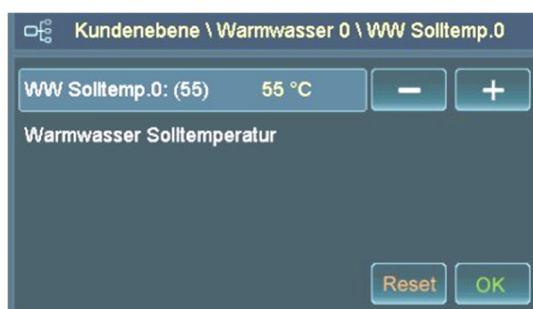 Kundenebene \ Warmwasser 0 \ WW Solltemp.0
WW Solltemp.0: (55) 55 °C − +
Warmwasser Solltemperatur
Reset OK